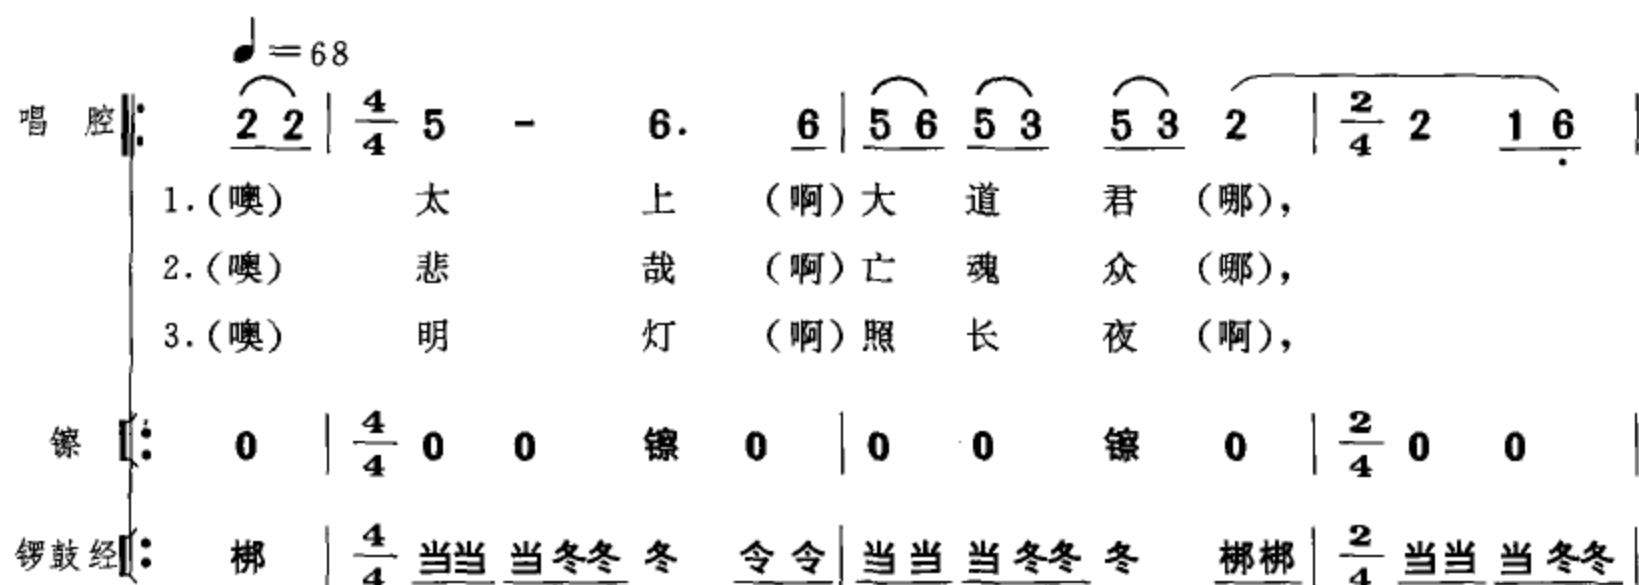 ♩=68
唱 腔 2 2 4/4 5 - 6. 6 5 6 5 3 5 3 2 2/4 2 1 6
1.(噢) 太 上 (啊)大 道 君 (哪),
2.(噢) 悲 哉 (啊)亡 魂 众 (哪),
3.(噢) 明 灯 (啊)照 长 夜 (啊),
镲 0 4/4 0 0 镲 0 0 0 镲 0 2/4 0 0
锣鼓经 梆 4/4 当当 当冬冬 冬 令令 当当 当冬冬 冬 梆梆 2/4 当当 当冬冬